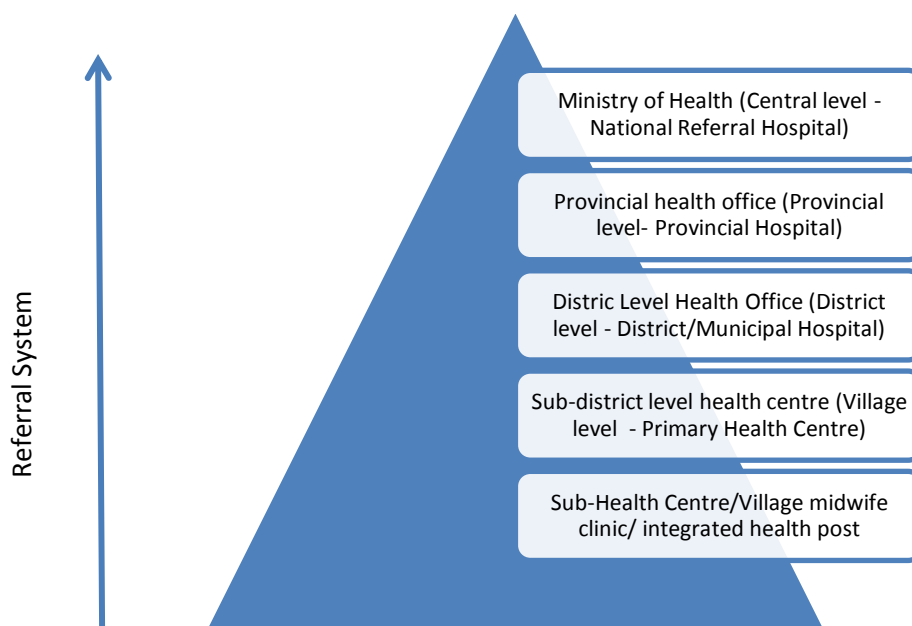 Referral System
Ministry of Health (Central level -
National Referral Hospital)
Provincial health office (Provincial
level- Provincial Hospital)
Distric Level Health Office (District
level - District/Municipal Hospital)
Sub-district level health centre (Village
level  - Primary Health Centre)
Sub-Health Centre/Village midwife
clinic/ integrated health post